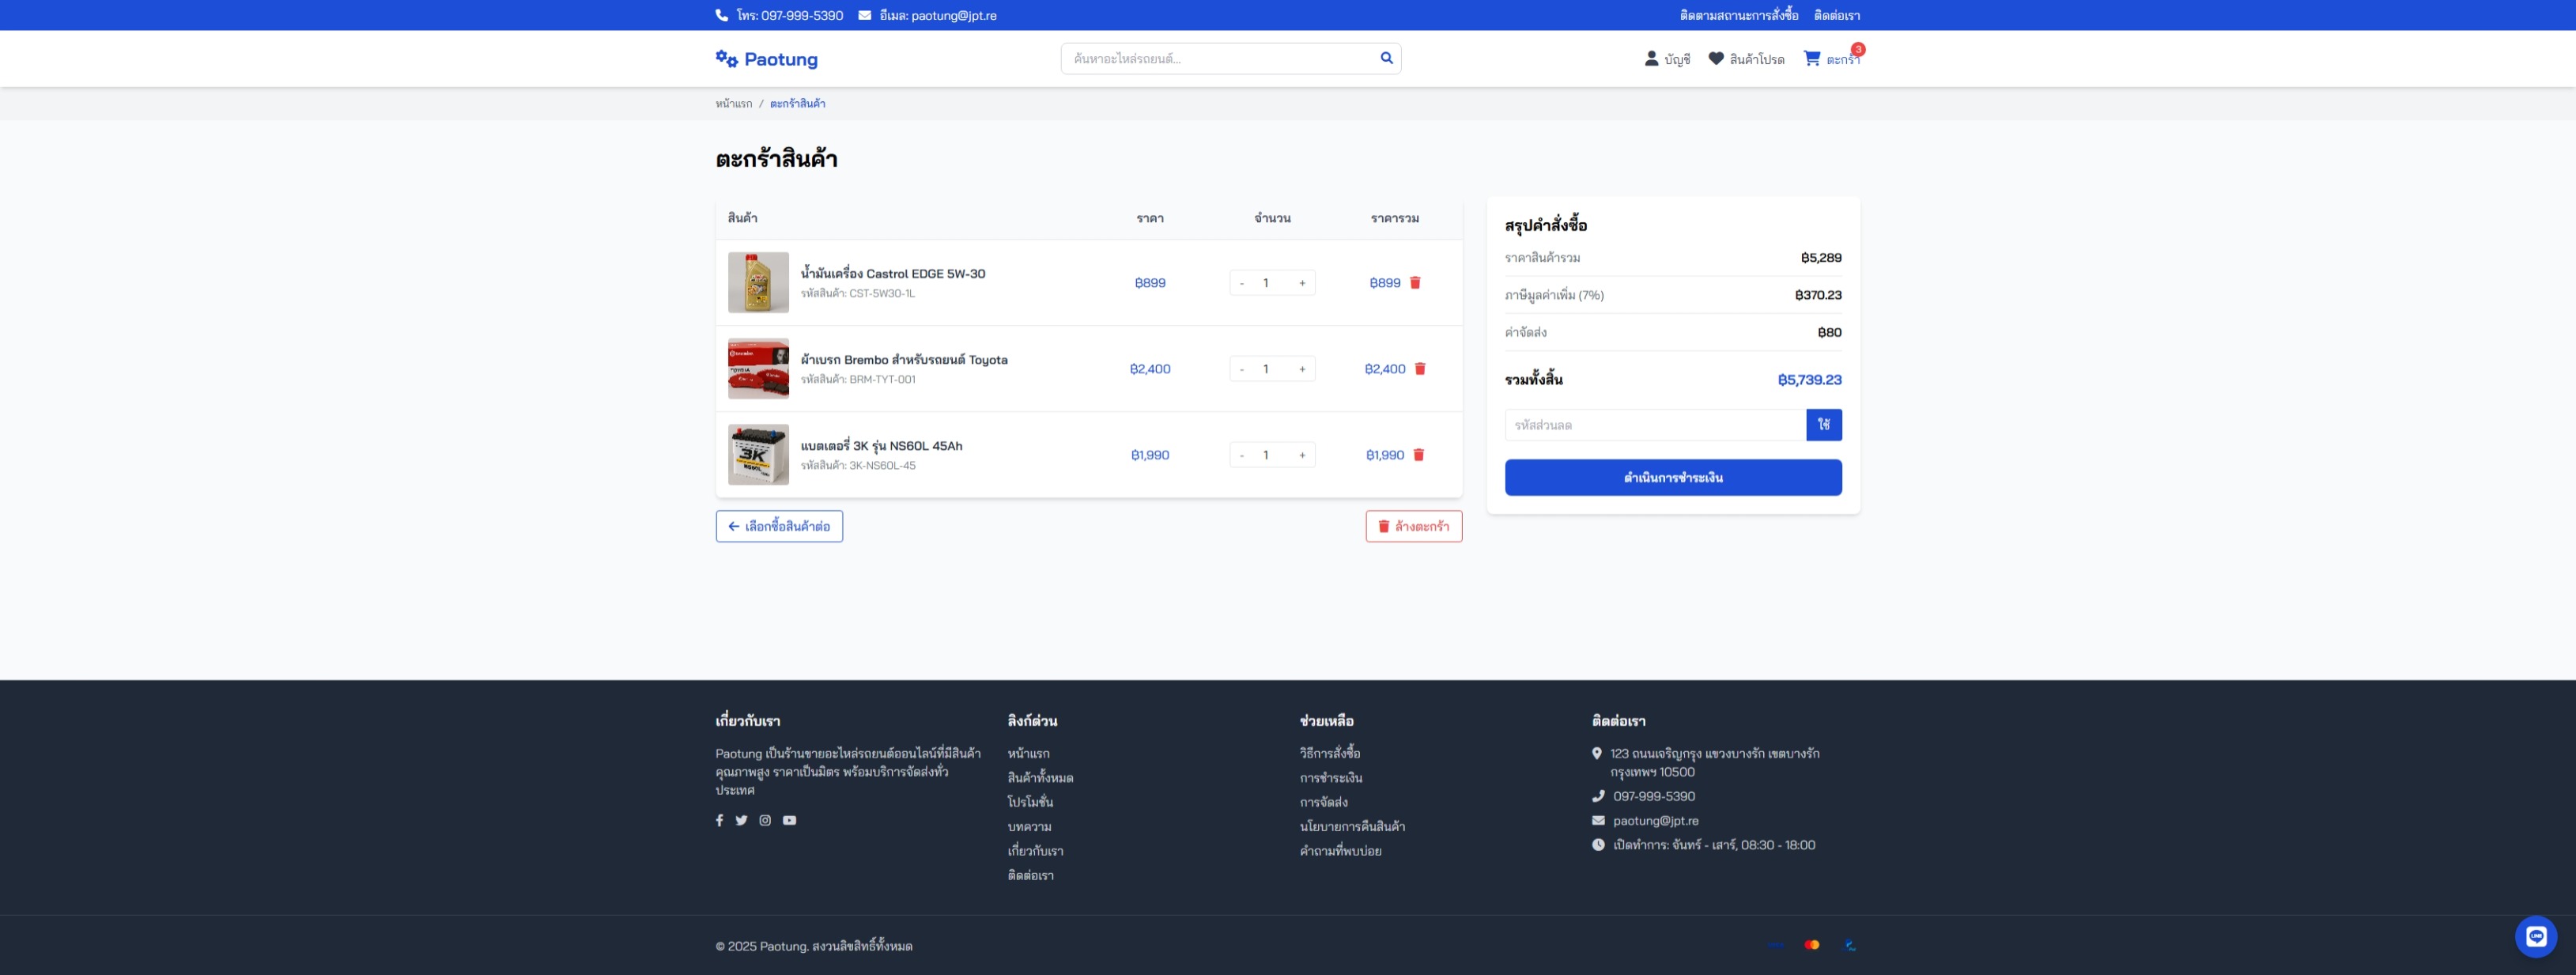 โทร: 097-999-5390 อีเมล: paotung@jpt.re ติดตามสถานะการสั่งซื้อ ติดต่อเรา
Paotung ค้นหาอะไหล่รถยนต์... บัญชี สินค้าโปรด ตะกร้า 3
หน้าแรก / ตะกร้าสินค้า
ตะกร้าสินค้า
สินค้า ราคา จำนวน ราคารวม
น้ำมันเครื่อง Castrol EDGE 5W-30
รหัสสินค้า: CST-5W30-1L
฿899 - 1 + ฿899
ผ้าเบรก Brembo สำหรับรถยนต์ Toyota
รหัสสินค้า: BRM-TYT-001
฿2,400 - 1 + ฿2,400
แบตเตอรี่ 3K รุ่น NS60L 45Ah
รหัสสินค้า: 3K-NS60L-45
฿1,990 - 1 + ฿1,990
3K
เลือกซื้อสินค้าต่อ ล้างตะกร้า
สรุปคำสั่งซื้อ
ราคาสินค้ารวม ฿5,289
ภาษีมูลค่าเพิ่ม (7%) ฿370.23
ค่าจัดส่ง ฿80
รวมทั้งสิ้น ฿5,739.23
รหัสส่วนลด ใช้
ดำเนินการชำระเงิน
เกี่ยวกับเรา
Paotung เป็นร้านขายอะไหล่รถยนต์ออนไลน์ที่มีสินค้า
คุณภาพสูง ราคาเป็นมิตร พร้อมบริการจัดส่งทั่ว
ประเทศ
ลิงก์ด่วน
หน้าแรก
สินค้าทั้งหมด
โปรโมชั่น
บทความ
เกี่ยวกับเรา
ติดต่อเรา
ช่วยเหลือ
วิธีการสั่งซื้อ
การชำระเงิน
การจัดส่ง
นโยบายการคืนสินค้า
คำถามที่พบบ่อย
ติดต่อเรา
123 ถนนเจริญกรุง แขวงบางรัก เขตบางรัก
กรุงเทพฯ 10500
097-999-5390
paotung@jpt.re
เปิดทำการ: จันทร์ - เสาร์, 08:30 - 18:00
© 2025 Paotung. สงวนลิขสิทธิ์ทั้งหมด
LINE